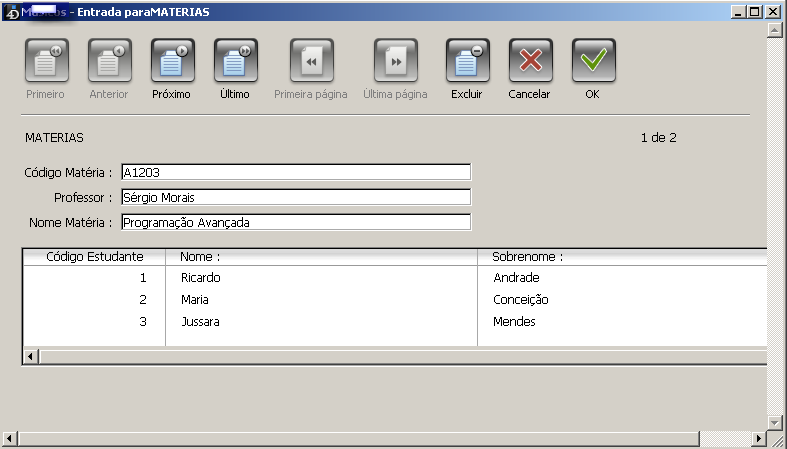 - Entrada paraMATERIAS
Primeiro Anterior Próximo Último Primeira página Última página Excluir Cancelar OK
MATERIAS 1 de 2
Código Matéria : A1203
Professor : Sérgio Morais
Nome Matéria : Programação Avançada
Código Estudante Nome : Sobrenome :
1 Ricardo Andrade
2 Maria Conceição
3 Jussara Mendes